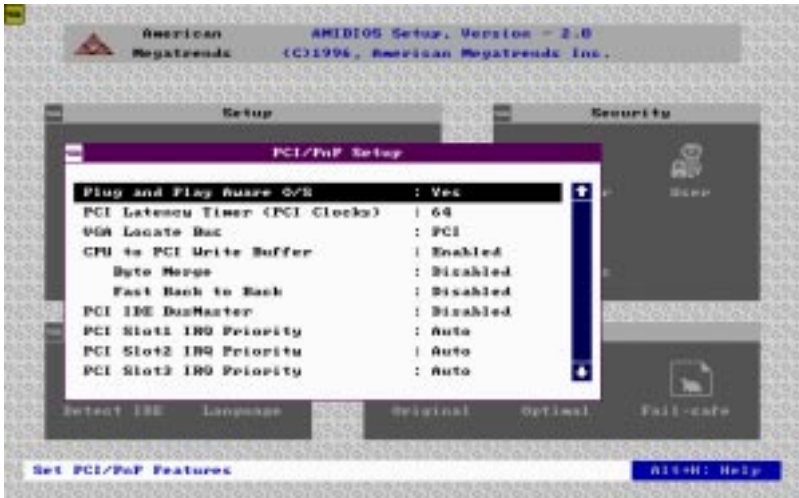 American
Megatrends
AMIBIOS Setup, Version - 2.0
(C)1996, American Megatrends Inc.
Setup
Security
PCI/PnP Setup
Plug and Play Aware O/S : Yes
PCI Latency Timer (PCI Clocks) : 64
VGA Locate Bus : PCI
CPU to PCI Write Buffer : Enabled
Byte Merge : Disabled
Fast Back to Back : Disabled
PCI IDE BusMaster : Disabled
PCI Slot1 IRQ Priority : Auto
PCI Slot2 IRQ Priority : Auto
PCI Slot3 IRQ Priority : Auto
User
Detect IDE
Language
Original
Optimal
Fail-safe
Set PCI/PnP Features
Alt+H: Help